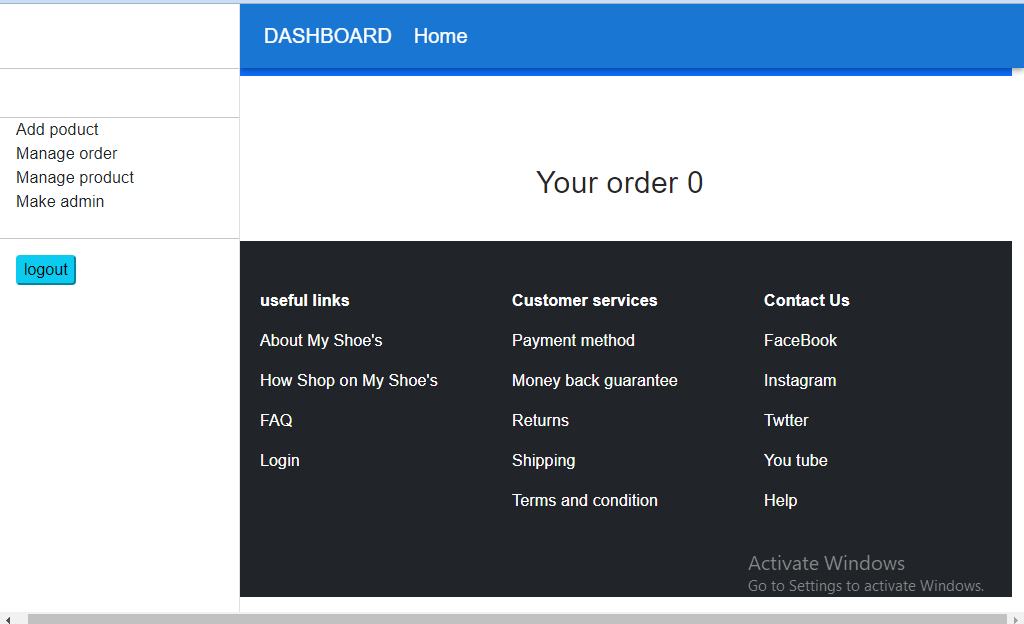 DASHBOARD Home
Add poduct
Manage order
Manage product
Make admin
logout
Your order 0
useful links
About My Shoe's
How Shop on My Shoe's
FAQ
Login
Customer services
Payment method
Money back guarantee
Returns
Shipping
Terms and condition
Contact Us
FaceBook
Instagram
Twtter
You tube
Help
Activate Windows
Go to Settings to activate Windows.